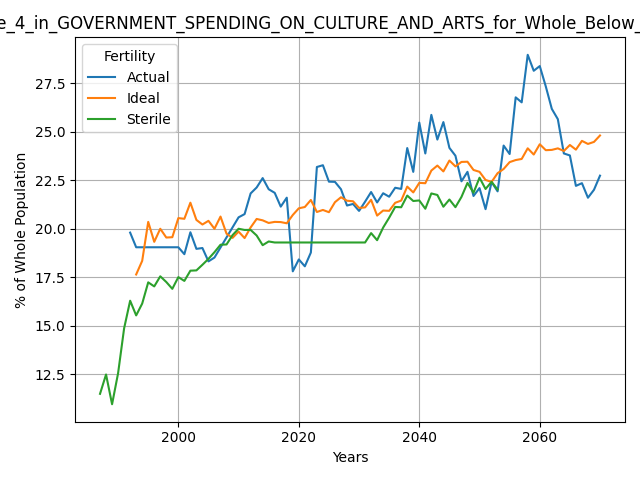 e_4_in_GOVERNMENT_SPENDING_ON_CULTURE_AND_ARTS_for_Whole_Below_
Fertility
Actual
Ideal
Sterile
27.5
25.0
22.5
20.0
17.5
15.0
12.5
% of Whole Population
2000 2020 2040 2060
Years